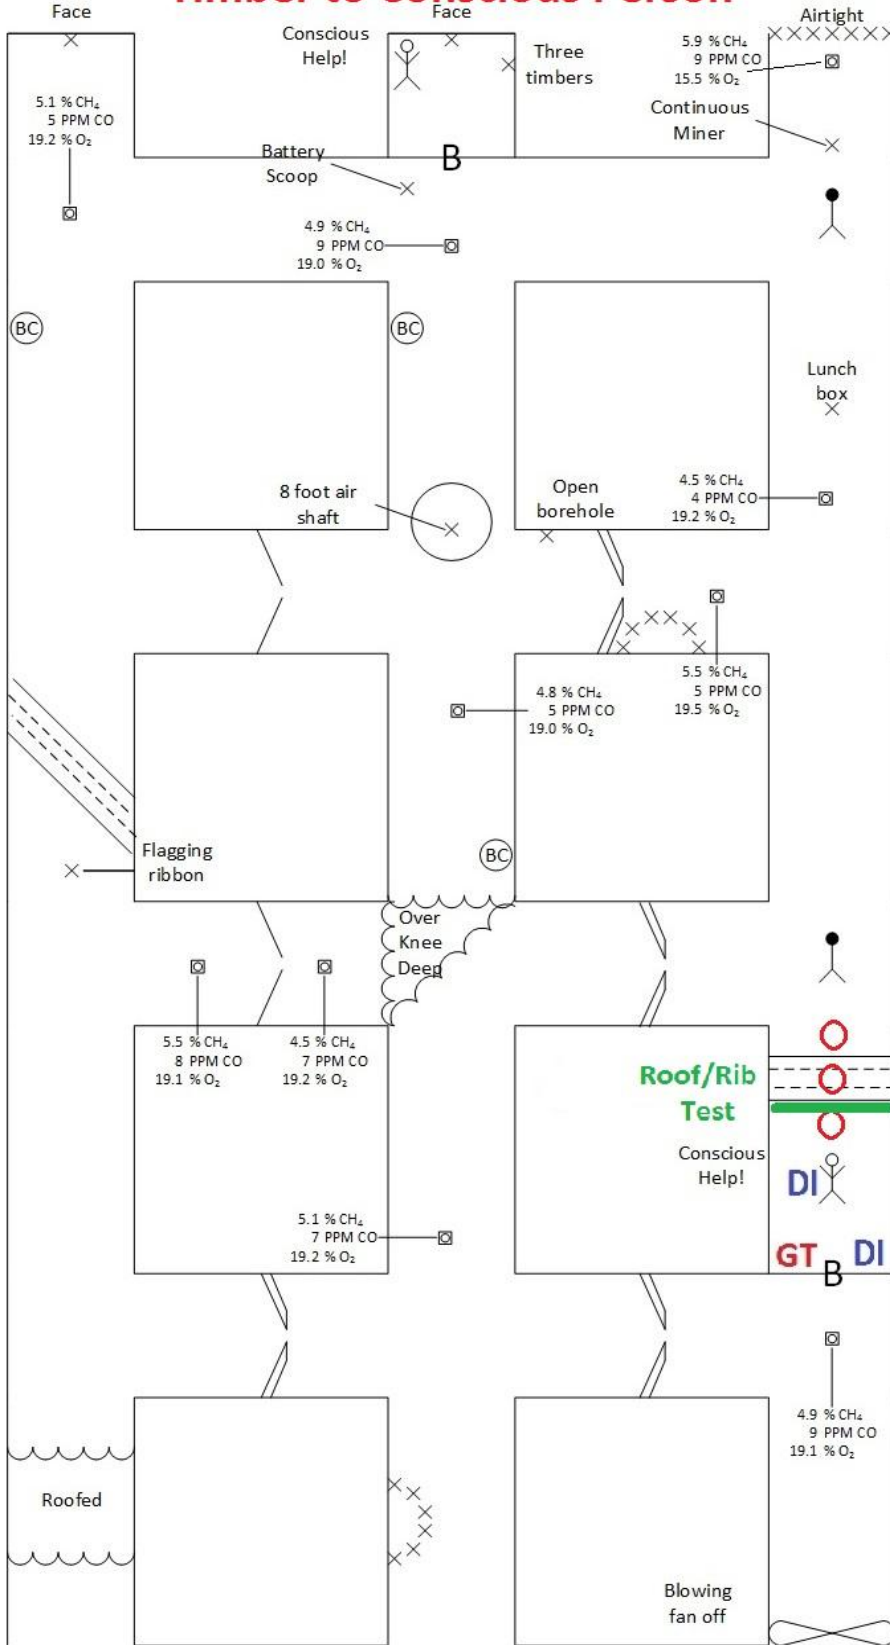 Timber to Conscious Person
Face
Conscious
Help!
Face
Three
timbers
Airtight
5.9 % CH₄
9 PPM CO
15.5 % O₂
Continuous
Miner
5.1 % CH₄
5 PPM CO
19.2 % O₂
Battery
Scoop
B
4.9 % CH₄
9 PPM CO
19.0 % O₂
BC
BC
Lunch
box
8 foot air
shaft
Open
borehole
4.5 % CH₄
4 PPM CO
19.2 % O₂
4.8 % CH₄
5 PPM CO
19.0 % O₂
5.5 % CH₄
5 PPM CO
19.5 % O₂
Flagging
ribbon
BC
Over
Knee
Deep
5.5 % CH₄
8 PPM CO
19.1 % O₂
4.5 % CH₄
7 PPM CO
19.2 % O₂
Roof/Rib
Test
Conscious
Help!
DI
5.1 % CH₄
7 PPM CO
19.2 % O₂
GT B DI
4.9 % CH₄
9 PPM CO
19.1 % O₂
Roofed
Blowing
fan off